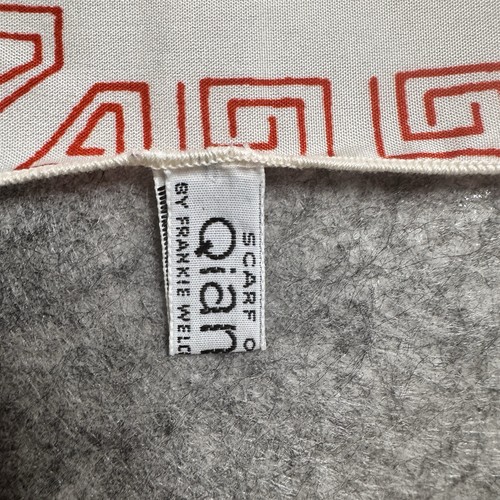 SCARF O
Qian
BY FRANKIE WELC